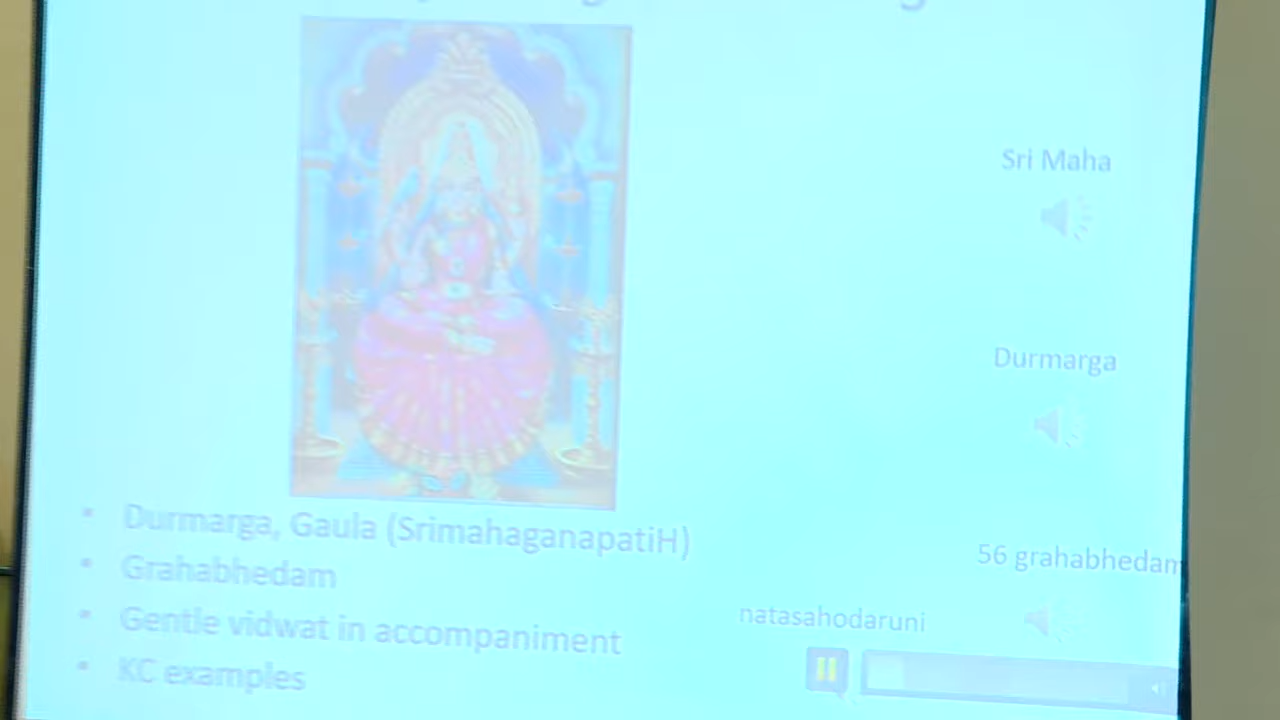 Sri Maha
Durmarga
Durmarga, Gaula (SrimahaganapatiH)
Grahabhedam
Gentle vidwat in accompaniment
KC examples
56 grahabhedam
natasahodaruni